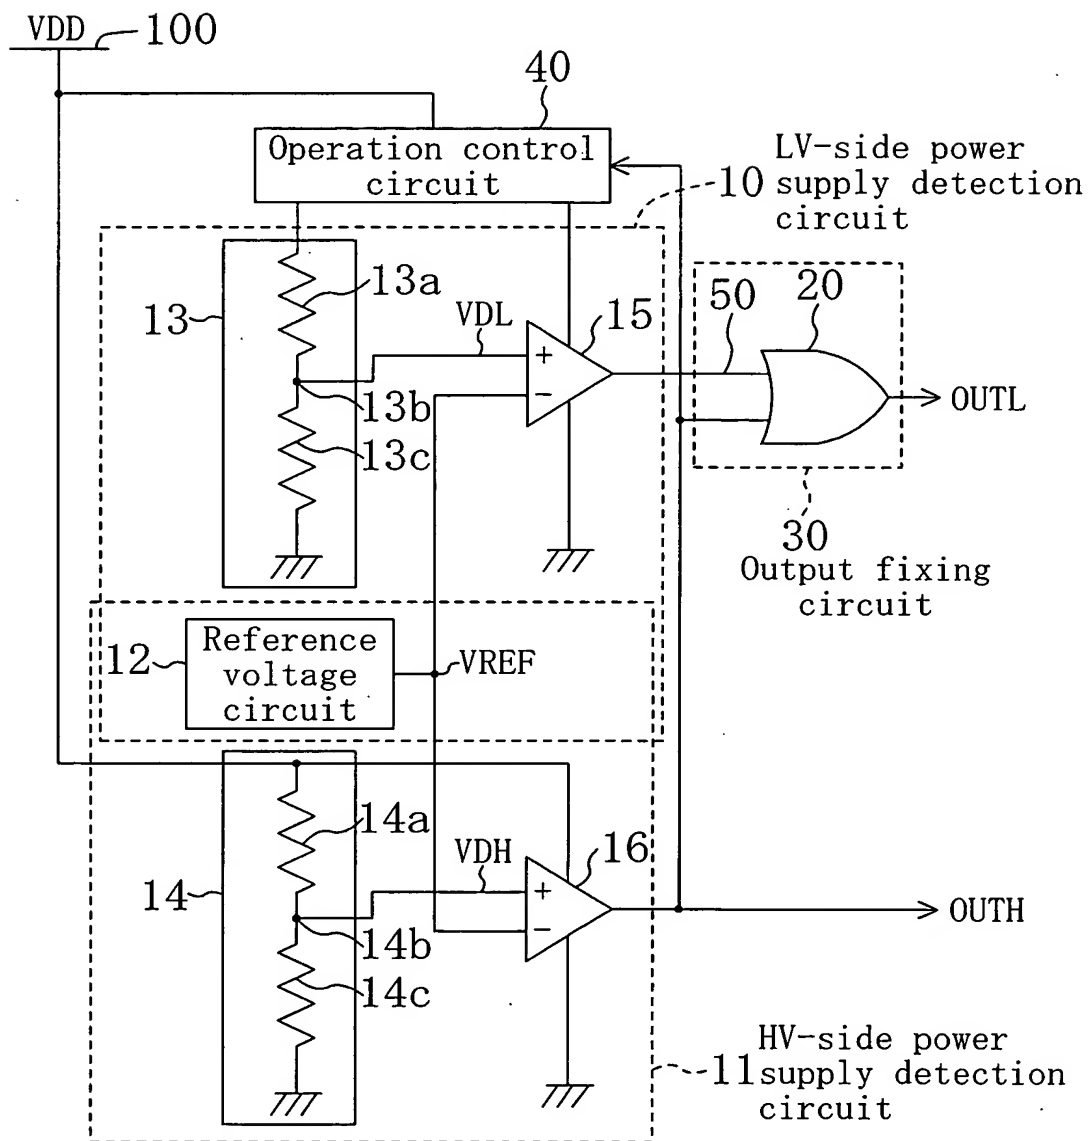 VDD
100
40
Operation control
circuit
LV-side power
10 supply detection
circuit
13a
13
VDL
15
50
20
13b
OUTL
13c
30
Output fixing
circuit
12
Reference
voltage
circuit
VREF
14a
VDH
16
14
OUTH
14b
14c
HV-side power
11 supply detection
circuit
+
−
+
−